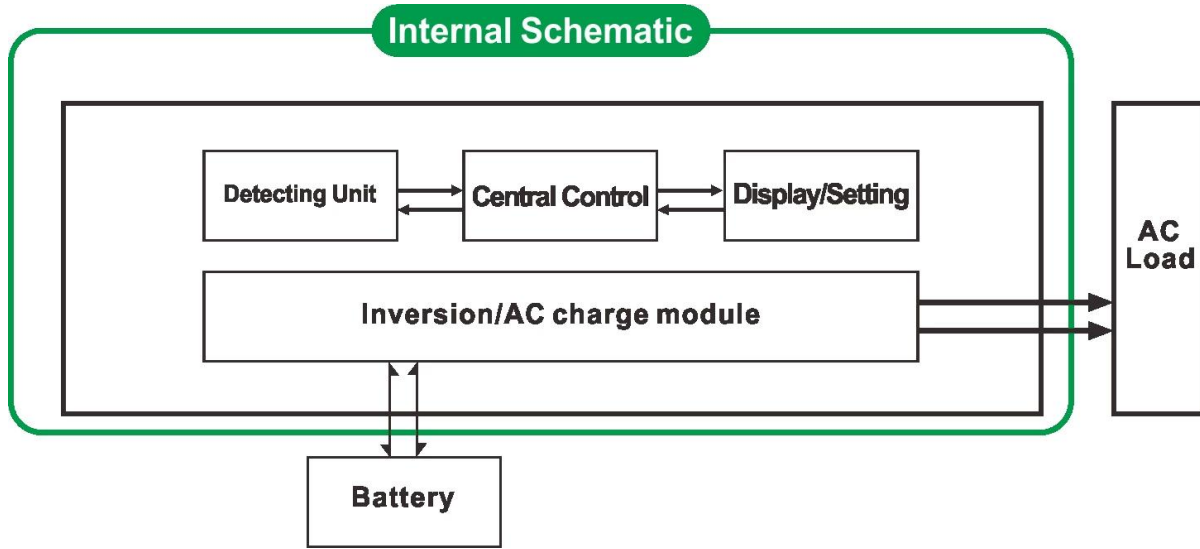 Internal Schematic
Detecting Unit
Central Control
Display/Setting
Inversion/AC charge module
AC
Load
Battery